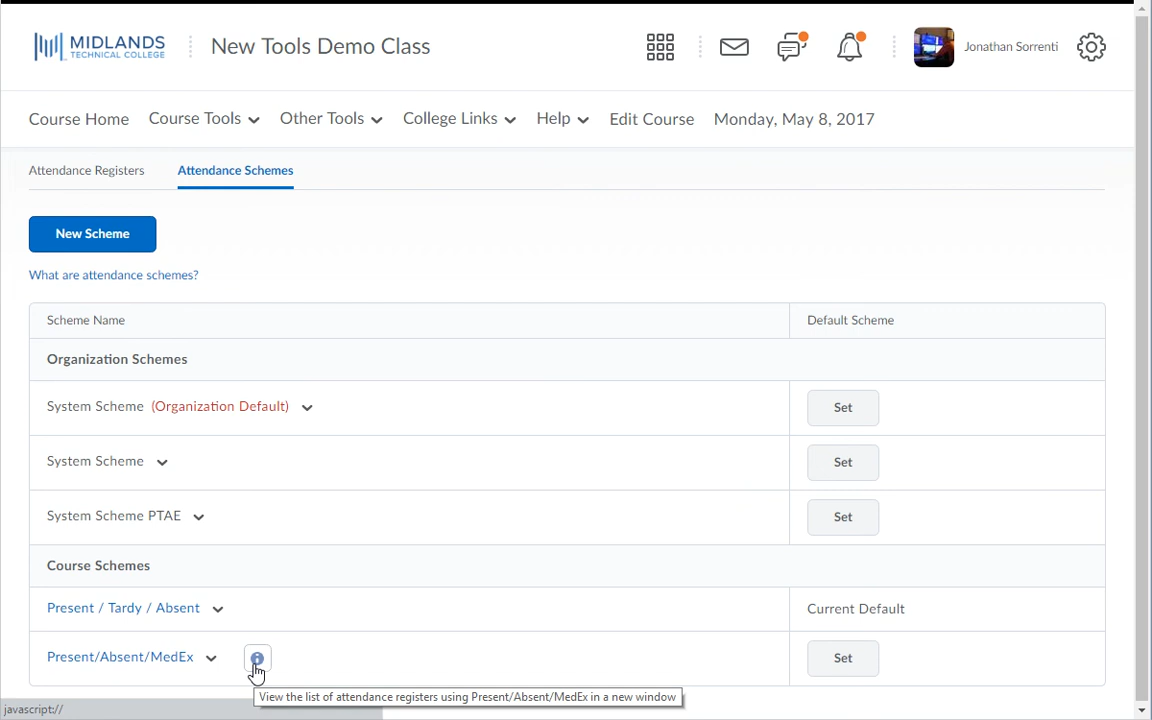 MIDLANDS
TECHNICAL COLLEGE
New Tools Demo Class
Jonathan Sorrenti
Course Home
Course Tools
Other Tools
College Links
Help
Edit Course
Monday, May 8, 2017
Attendance Registers
Attendance Schemes
New Scheme
What are attendance schemes?
Scheme Name
Default Scheme
Organization Schemes
System Scheme (Organization Default)
Set
System Scheme
Set
System Scheme PTAE
Set
Course Schemes
Present / Tardy / Absent
Current Default
Present/Absent/MedEx
Set
View the list of attendance registers using Present/Absent/MedEx in a new window
javascript://